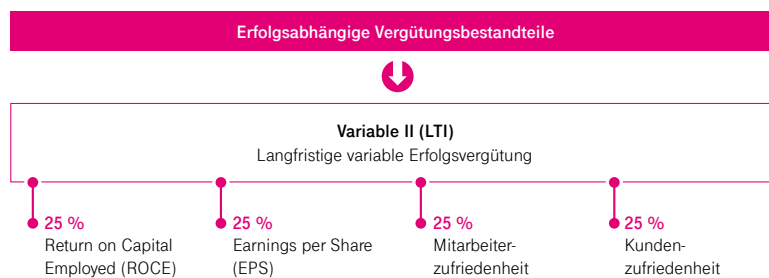 Erfolgsabhängige Vergütungsbestandteile
Variable II (LTI)
Langfristige variable Erfolgsvergütung
25 %
Return on Capital
Employed (ROCE)
25 %
Earnings per Share
(EPS)
25 %
Mitarbeiter-
zufriedenheit
25 %
Kunden-
zufriedenheit